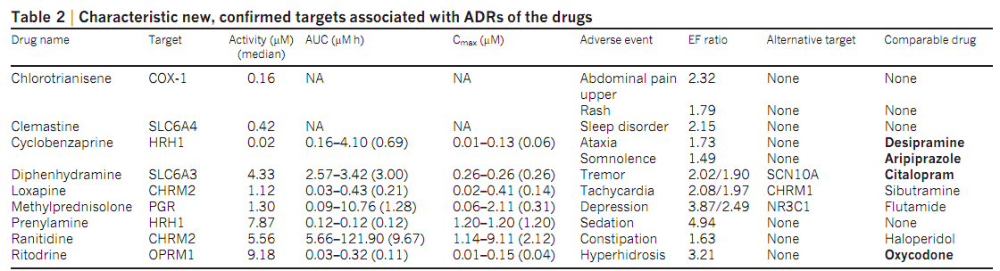 Table 2 | Characteristic new, confirmed targets associated with ADRs of the drugs
Drug name Target Activity (μM) (median) AUC (μM h) Cmax (μM) Adverse event EF ratio Alternative target Comparable drug
Chlorotrianisene COX-1 0.16 NA NA Abdominal pain upper 2.32 None None
Rash 1.79 None None
Clemastine SLC6A4 0.42 NA NA Sleep disorder 2.15 None None
Cyclobenzaprine HRH1 0.02 0.16–4.10 (0.69) 0.01–0.13 (0.06) Ataxia 1.73 None Desipramine
Somnolence 1.49 None Aripiprazole
Diphenhydramine SLC6A3 4.33 2.57–3.42 (3.00) 0.26–0.26 (0.26) Tremor 2.02/1.90 SCN10A Citalopram
Loxapine CHRM2 1.12 0.03–0.43 (0.21) 0.02–0.41 (0.14) Tachycardia 2.08/1.97 CHRM1 Sibutramine
Methylprednisolone PGR 1.30 0.09–10.76 (1.28) 0.06–2.11 (0.31) Depression 3.87/2.49 NR3C1 Flutamide
Prenylamine HRH1 7.87 0.12–0.12 (0.12) 1.20–1.20 (1.20) Sedation 4.94 None None
Ranitidine CHRM2 5.56 5.66–121.90 (9.67) 1.14–9.11 (2.12) Constipation 1.63 None Haloperidol
Ritodrine OPRM1 9.18 0.03–0.32 (0.11) 0.01–0.15 (0.04) Hyperhidrosis 3.21 None Oxycodone